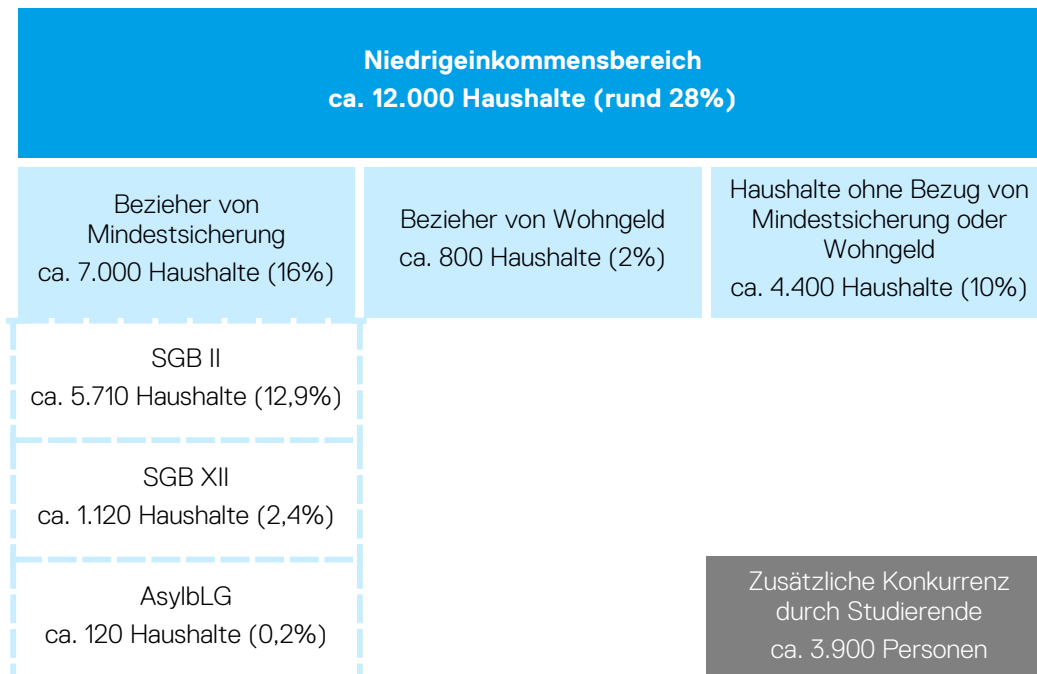 Niedrigeinkommensbereich
ca. 12.000 Haushalte (rund 28%)
Bezieher von
Mindestsicherung
ca. 7.000 Haushalte (16%)
Bezieher von Wohngeld
ca. 800 Haushalte (2%)
Haushalte ohne Bezug von
Mindestsicherung oder
Wohngeld
ca. 4.400 Haushalte (10%)
SGB II
ca. 5.710 Haushalte (12,9%)
SGB XII
ca. 1.120 Haushalte (2,4%)
AsylbLG
ca. 120 Haushalte (0,2%)
Zusätzliche Konkurrenz
durch Studierende
ca. 3.900 Personen